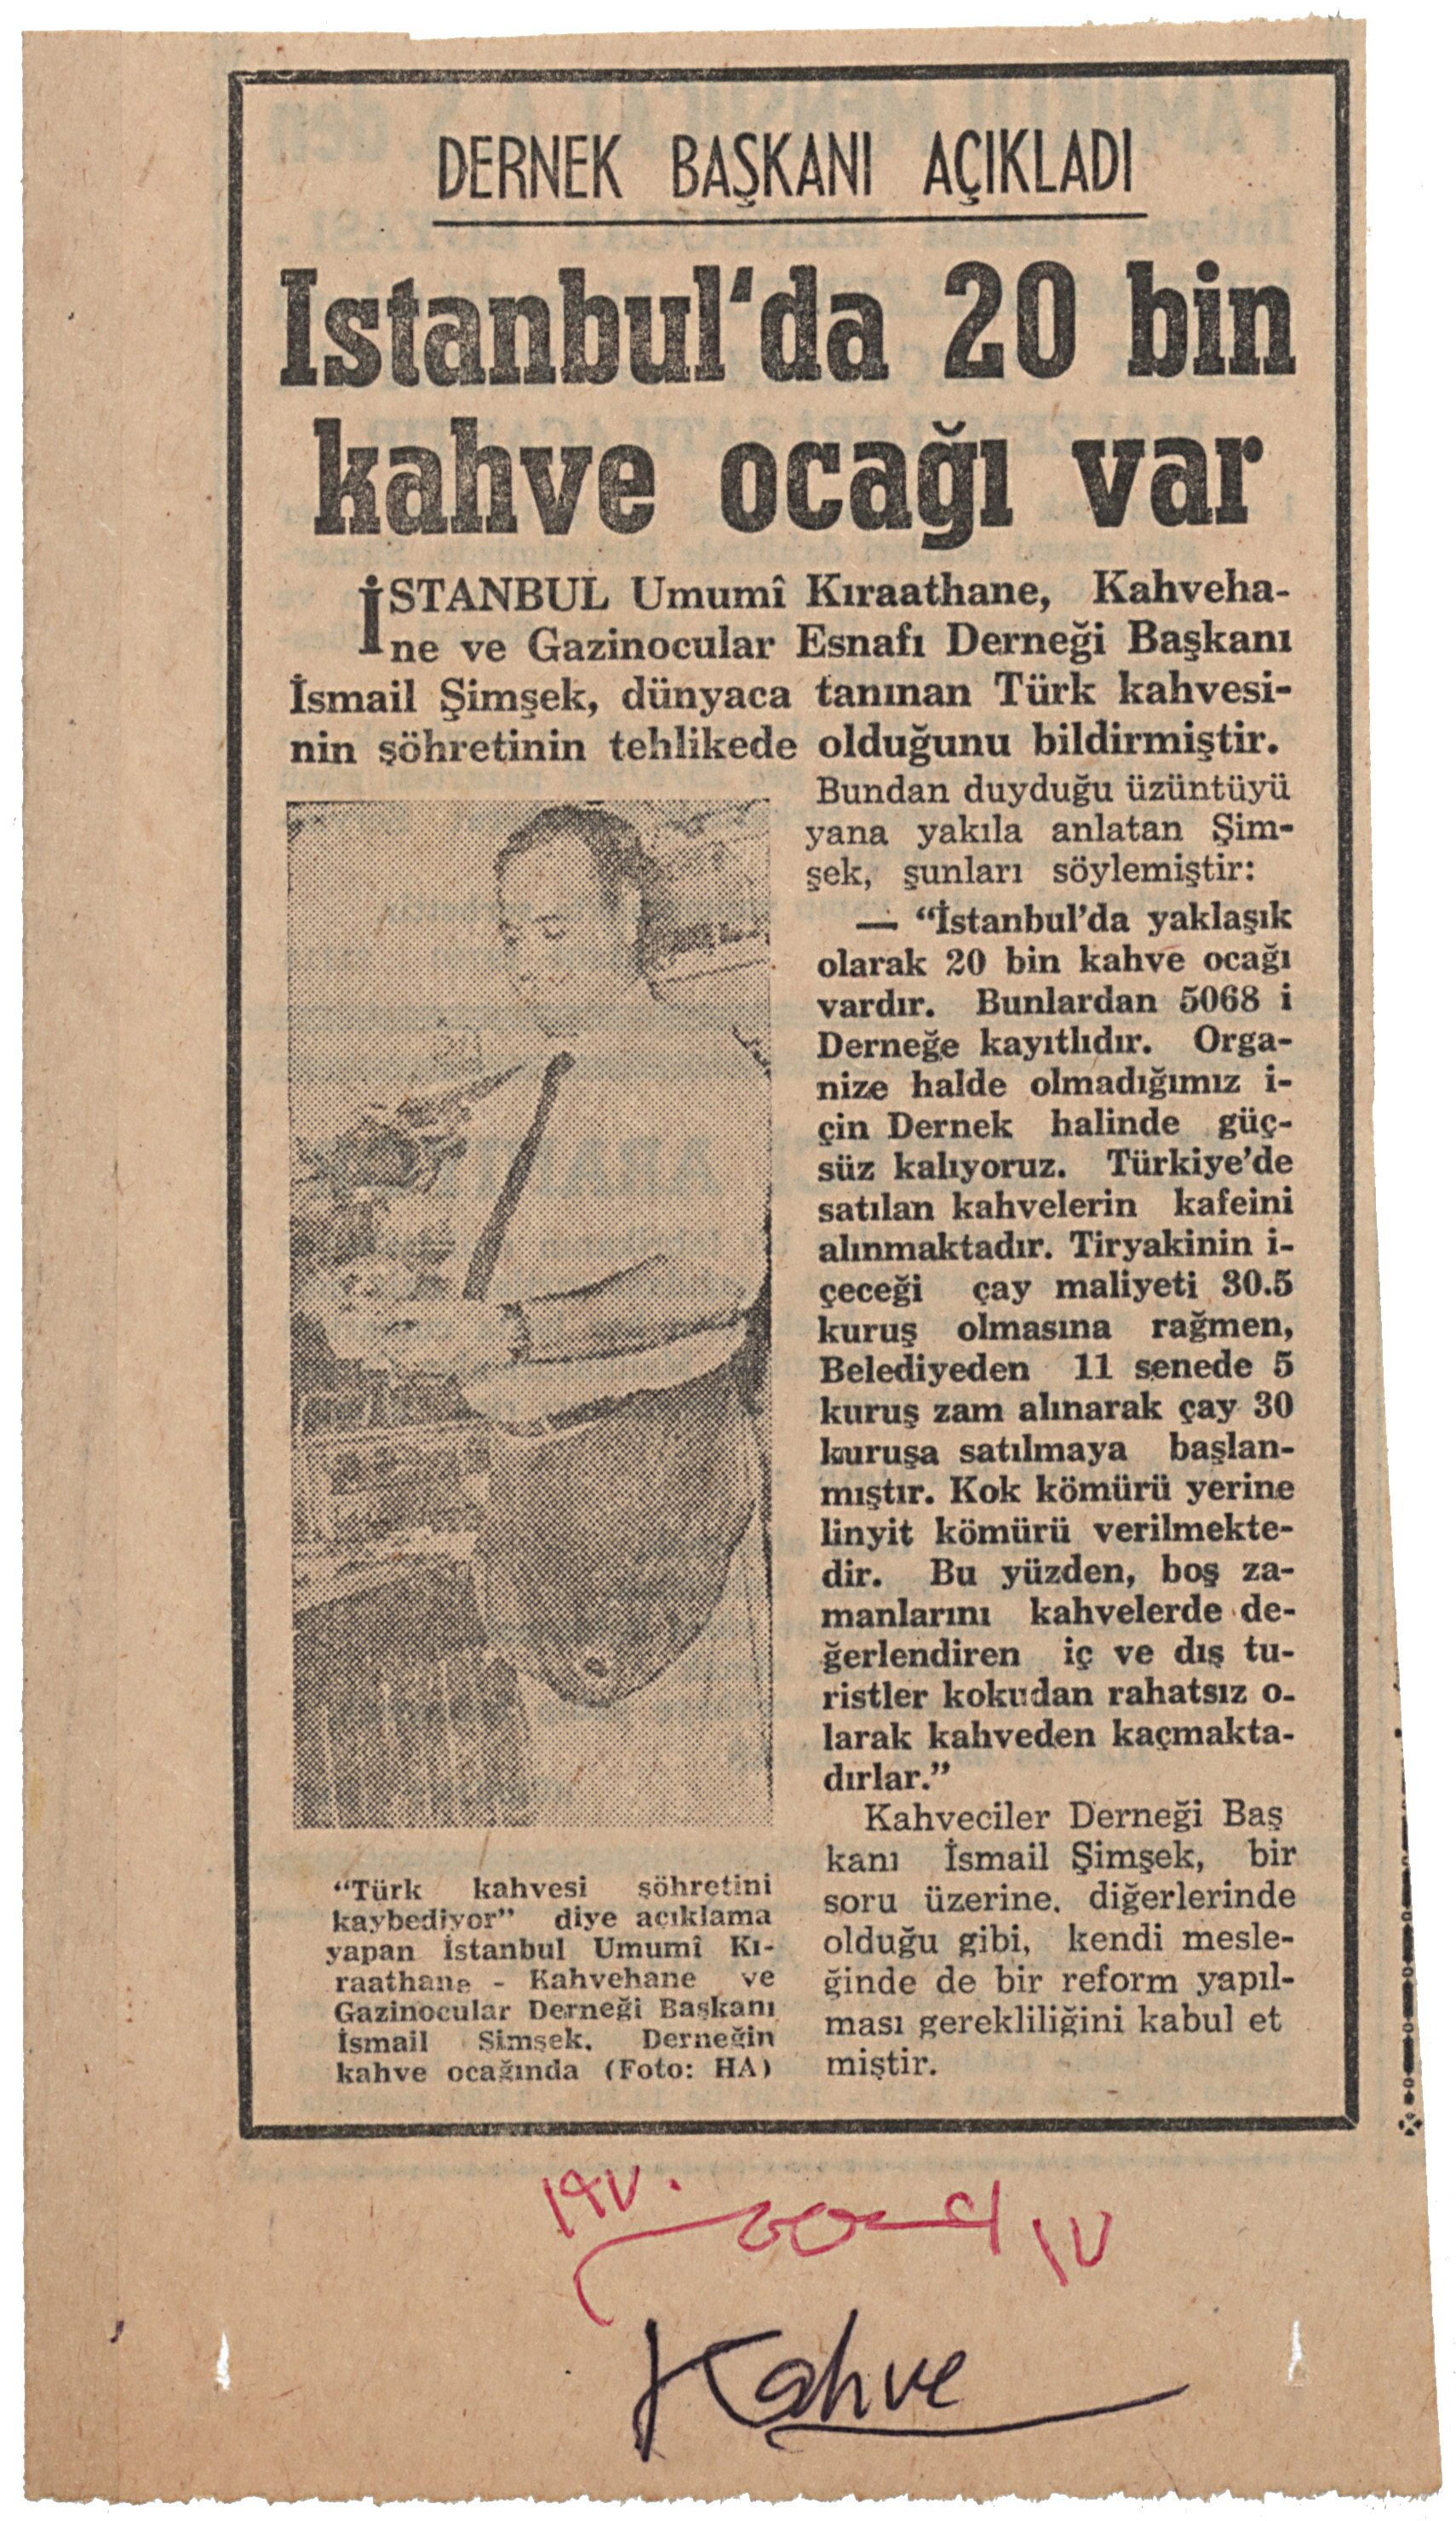 DERNEK BAŞKANI AÇIKLADI
Istanbul'da 20 bin
kahve ocağı var
İSTANBUL Umumî Kıraathane, Kahveha-
ne ve Gazinocular Esnafı Derneği Başkanı
İsmail Şimşek, dünyaca tanınan Türk kahvesi-
nin şöhretinin tehlikede olduğunu bildirmiştir.
Bundan duyduğu üzüntüyü
yana yakıla anlatan Şim-
şek, şunları söylemiştir:
— “İstanbul'da yaklaşık
olarak 20 bin kahve ocağı
vardır. Bunlardan 5068 i
Derneğe kayıtlıdır. Orga-
nize halde olmadığımız i-
çin Dernek halinde güç-
süz kalıyoruz. Türkiye'de
satılan kahvelerin kafeini
alınmaktadır. Tiryakinin i-
çeceği çay maliyeti 30.5
kuruş olmasına rağmen,
Belediyeden 11 senede 5
kuruş zam alınarak çay 30
kuruşa satılmaya başlan-
mıştır. Kok kömürü yerine
linyit kömürü verilmekte-
dir. Bu yüzden, boş za-
manlarını kahvelerde de-
ğerlendiren iç ve dış tu-
ristler kokudan rahatsız o-
larak kahveden kaçmakta-
dırlar.”
Kahveciler Derneği Baş
kanı İsmail Şimşek, bir
soru üzerine, diğerlerinde
olduğu gibi, kendi mesle-
ğinde de bir reform yapıl-
ması gerekliliğini kabul et
miştir.
“Türk kahvesi şöhretini
kaybediyor” diye açıklama
yapan İstanbul Umumî Kı-
raathane - Kahvehane ve
Gazinocular Derneği Başkanı
İsmail Şimşek, Derneğin
kahve ocağında (Foto: HA)
١٧ ١٩٧٠
Kahve